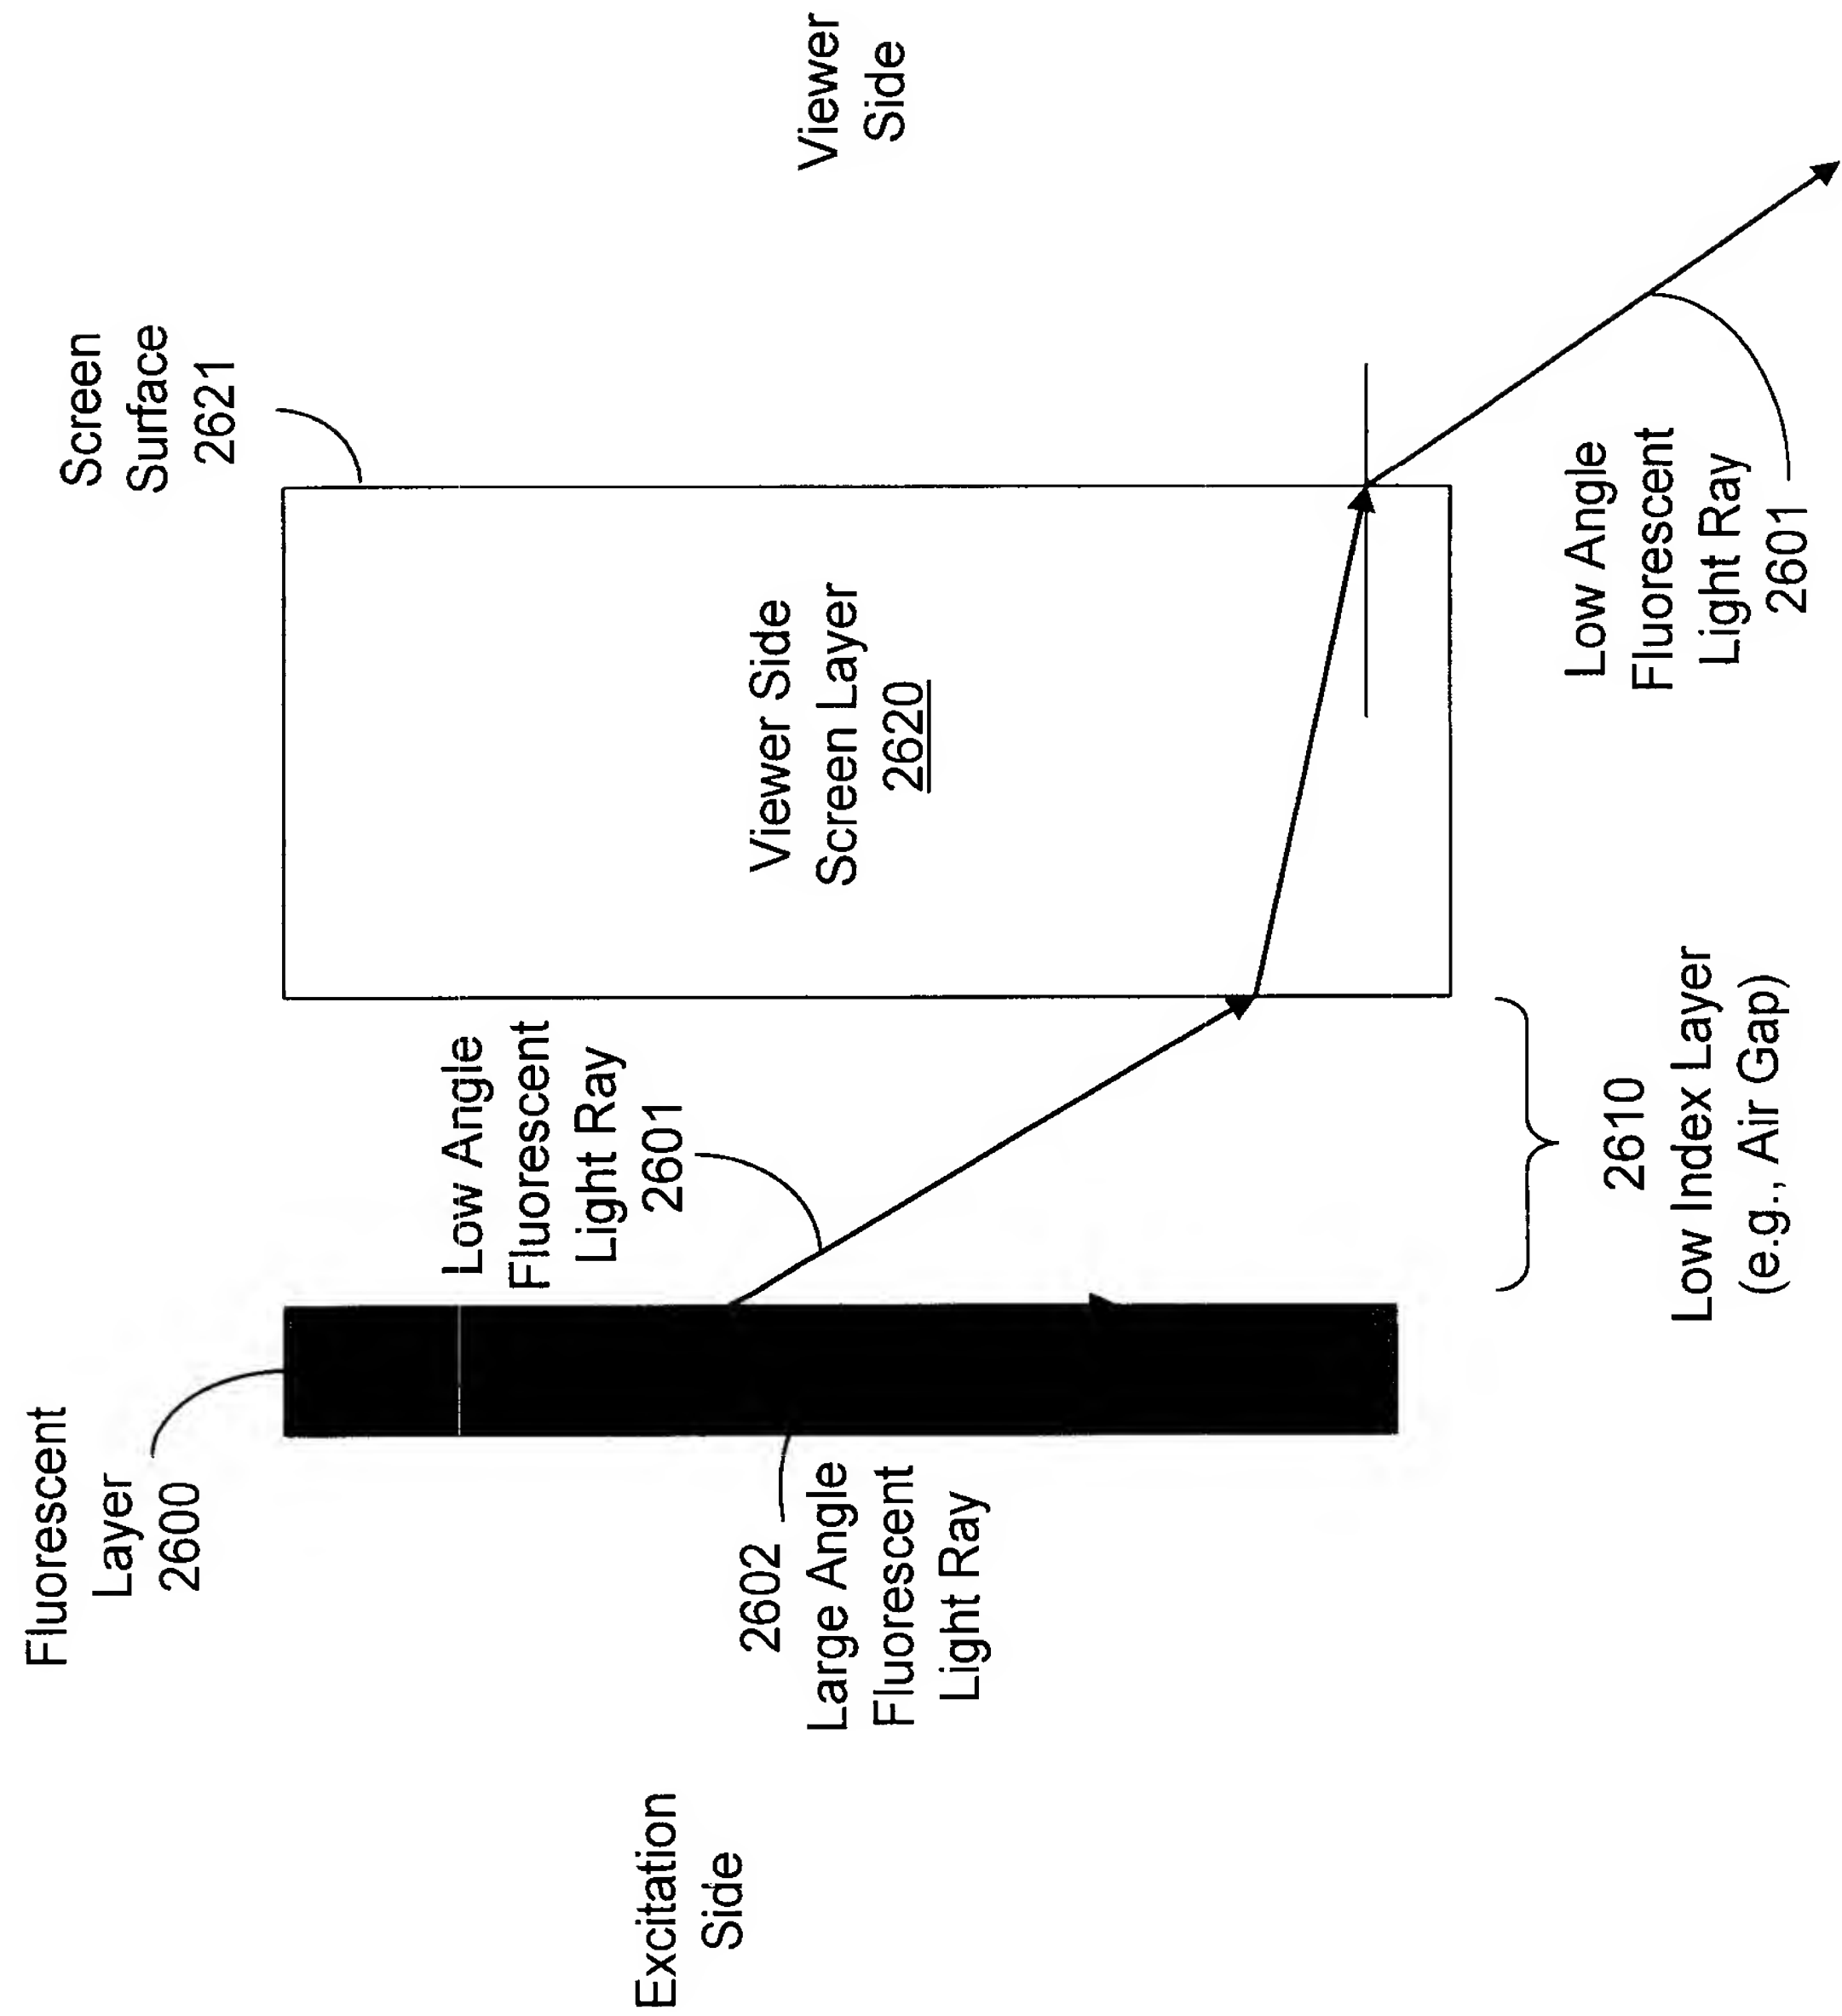 Fluorescent
Layer
2600
Screen
Surface
2621
Low Angle
Fluorescent
Light Ray
2601
Viewer Side
Screen Layer
2620
Viewer
Side
Excitation
Side
2602
Large Angle
Fluorescent
Light Ray
2610
Low Index Layer
(e.g., Air Gap)
Low Angle
Fluorescent
Light Ray
2601